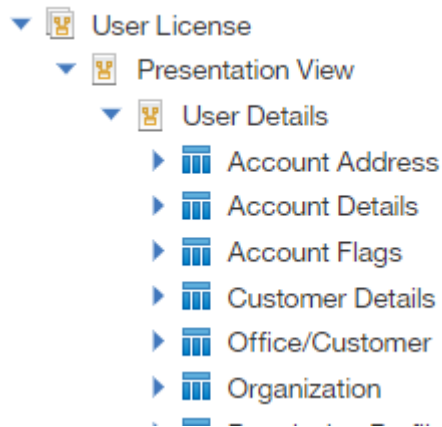 User License
Presentation View
User Details
Account Address
Account Details
Account Flags
Customer Details
Office/Customer
Organization